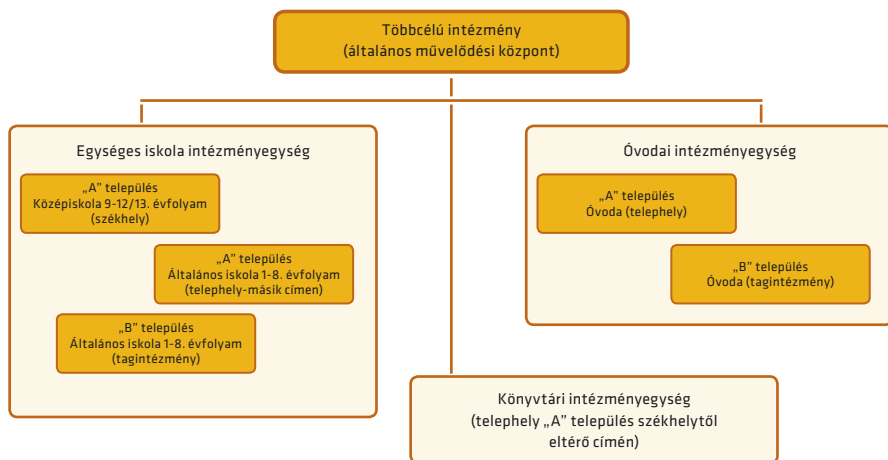 Többcélú intézmény
(általános művelődési központ)
Egységes iskola intézményegység
„A” település
Középiskola 9-12/13. évfolyam
(székhely)
„A” település
Általános iskola 1-8. évfolyam
(telephely-másik címen)
„B” település
Általános iskola 1-8. évfolyam
(tagintézmény)
Óvodai intézményegység
„A” település
Óvoda (telephely)
„B” település
Óvoda (tagintézmény)
Könyvtári intézményegység
(telephely „A” település székhelytől
eltérő címén)